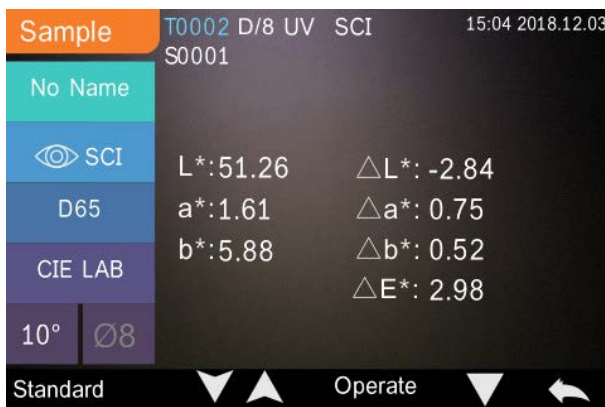 Sample
T0002 D/8 UV SCI 15:04 2018.12.03
S0001
No Name
SCI
D65
CIE LAB
10° Ø8
L*:51.26 △L*: -2.84
a*:1.61 △a*: 0.75
b*:5.88 △b*: 0.52
△E*: 2.98
Standard Operate